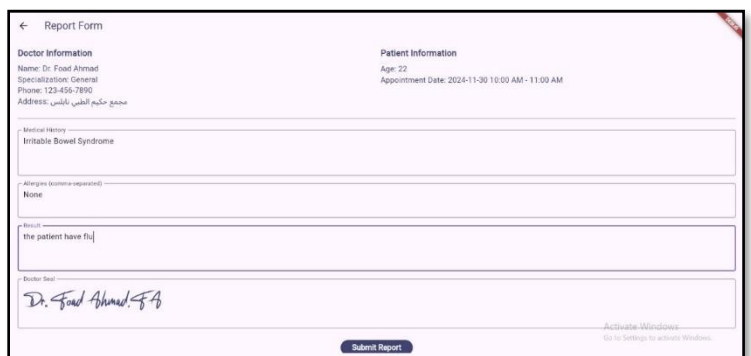 ← Report Form
DEBUG
Doctor Information
Name: Dr. Foad Ahmad
Specialization: General
Phone: 123-456-7890
Address: مجمع حكيم الطبي نابلس
Patient Information
Age: 22
Appointment Date: 2024-11-30 10:00 AM - 11:00 AM
Medical History
Irritable Bowel Syndrome
Allergies (comma-separated)
None
Result
the patient have flu
Doctor Seal
Dr. Foad Ahmad. FA
Activate Windows
Go to Settings to activate Windows.
Submit Report